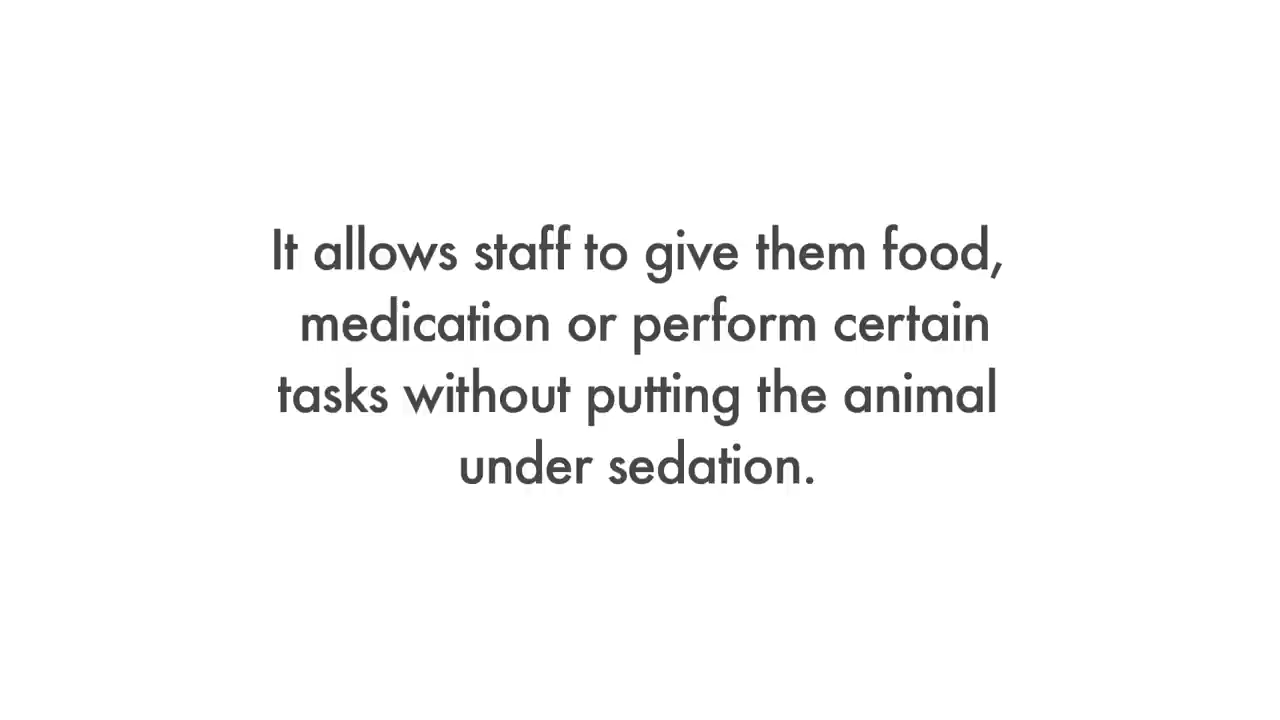 It allows staff to give them food,
medication or perform certain
tasks without putting the animal
under sedation.